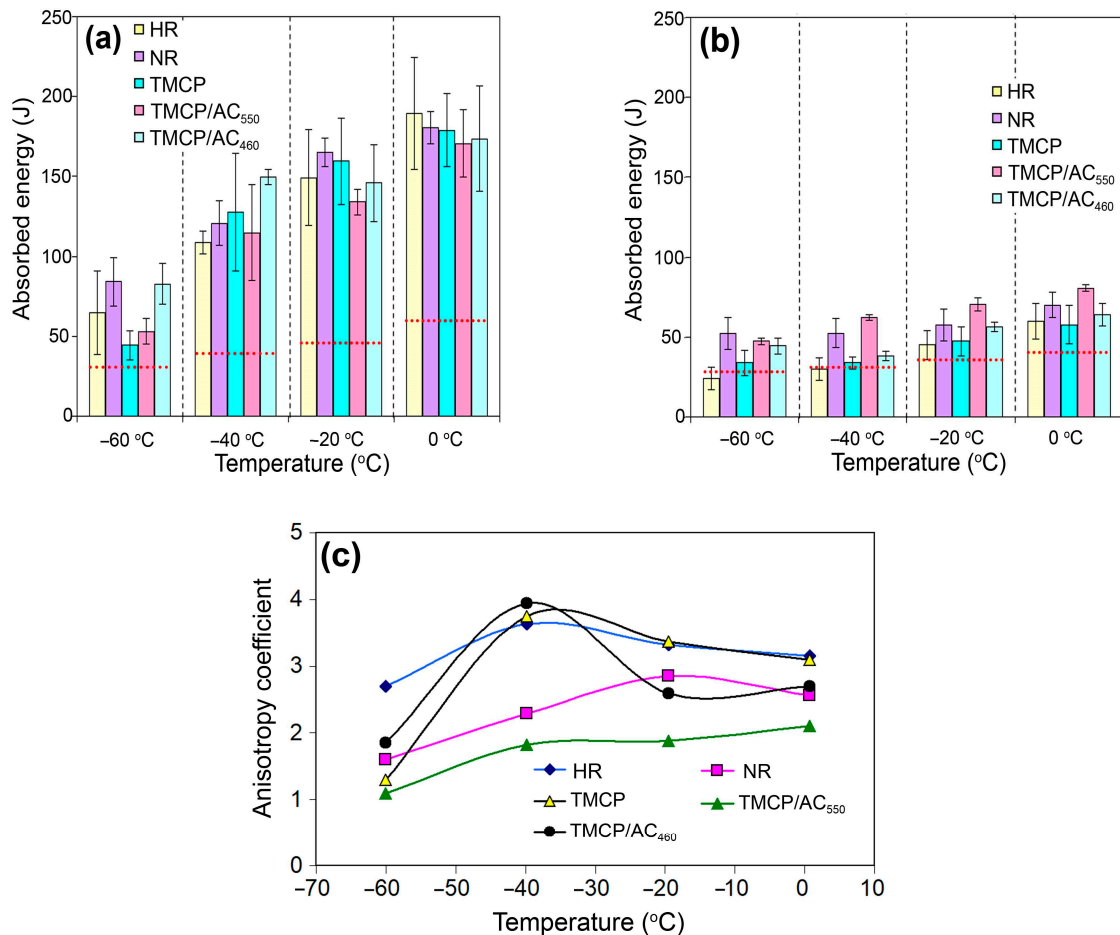 (a)
HR
NR
TMCP
TMCP/AC550
TMCP/AC460
250
200
150
100
50
0
Absorbed energy (J)
–60 °C
–40 °C
–20 °C
0 °C
Temperature (°C)
(b)
HR
NR
TMCP
TMCP/AC550
TMCP/AC460
250
200
150
100
50
0
Absorbed energy (J)
–60 °C
–40 °C
–20 °C
0 °C
Temperature (°C)
(c)
5
4
3
2
1
0
Anisotropy coefficient
HR
NR
TMCP
TMCP/AC550
TMCP/AC460
–70
–60
–50
–40
–30
–20
–10
0
10
Temperature (°C)